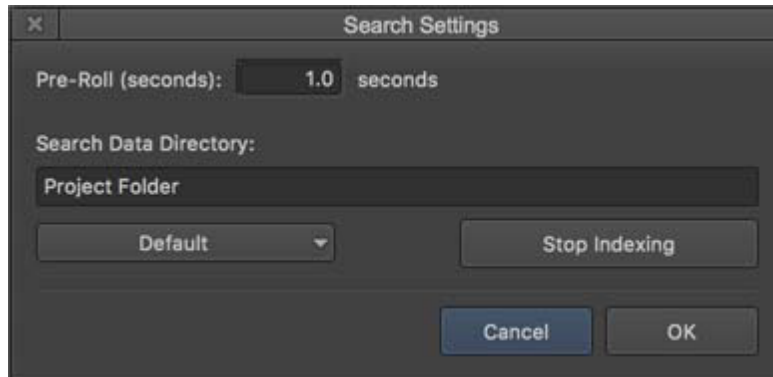 Search Settings
Pre-Roll (seconds): 1.0 seconds
Search Data Directory:
Project Folder
Default Stop Indexing
Cancel OK